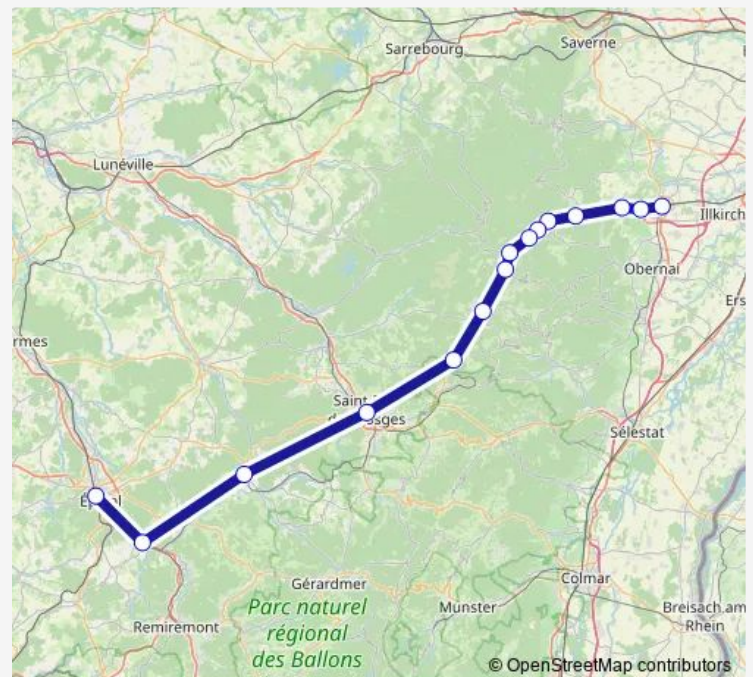 Sarrebourg
Saverne
Lunéville
Illkirch
Obernai
Ers
rmes
Saint
sges
Sélestat
Gérardmer
Colmar
Munster
Breisach am
Rhein
Remiremont
Parc naturel
régional
des Ballons
© OpenStreetMap contributors